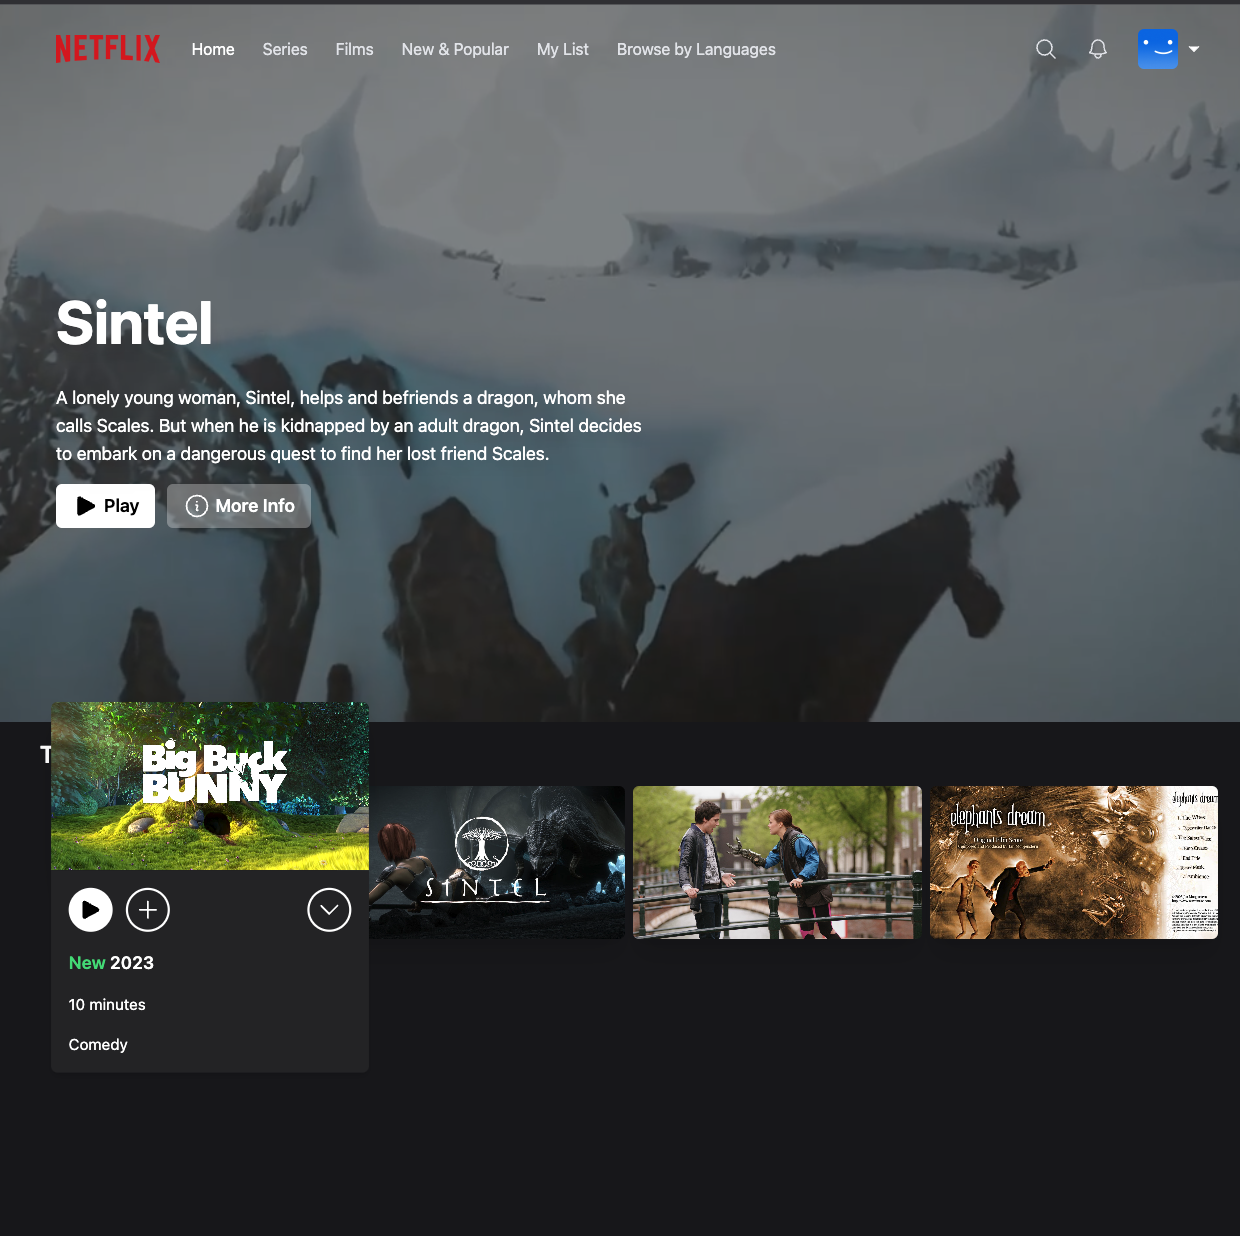 NETFLIX Home Series Films New & Popular My List Browse by Languages
Sintel
A lonely young woman, Sintel, helps and befriends a dragon, whom she
calls Scales. But when he is kidnapped by an adult dragon, Sintel decides
to embark on a dangerous quest to find her lost friend Scales.
Play More Info
T
Big Buck
BUNNY
New 2023
10 minutes
Comedy
SINTEL
elephants dream